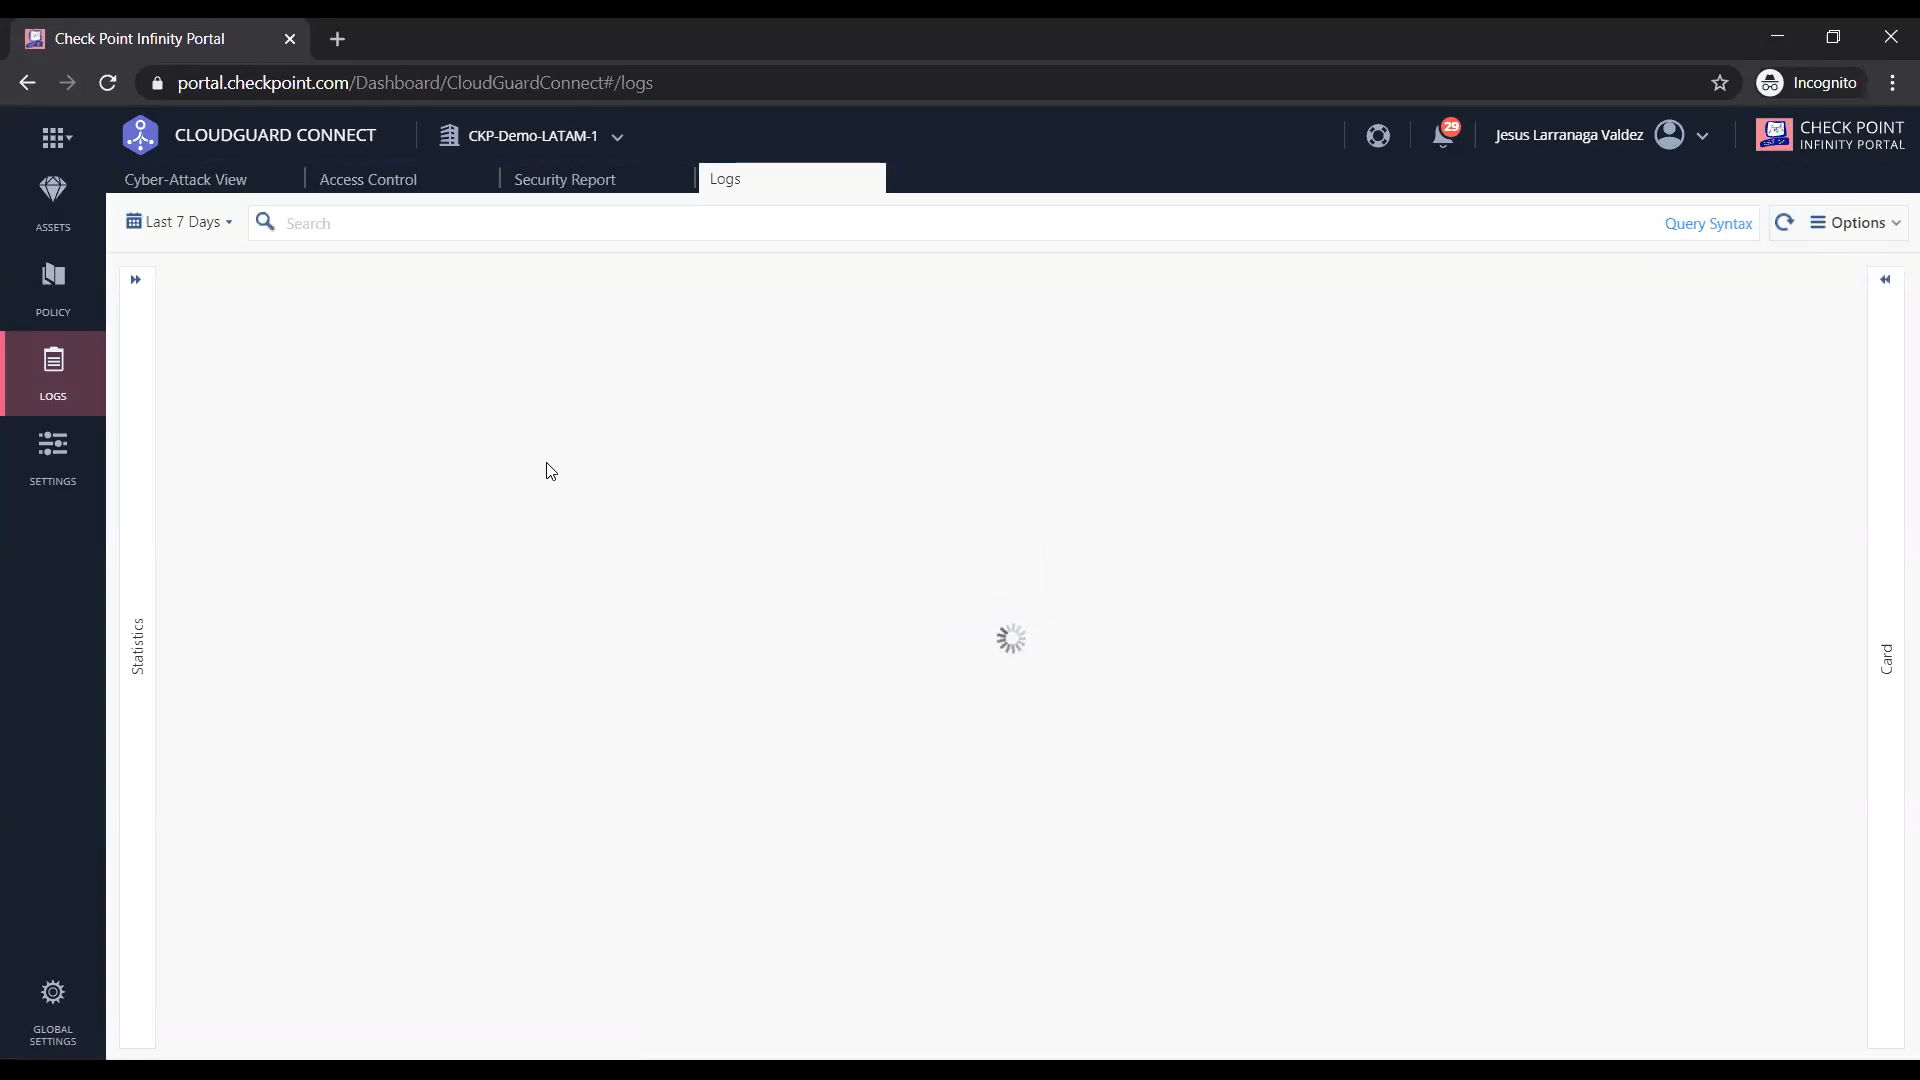 Check Point Infinity Portal
portal.checkpoint.com/Dashboard/CloudGuardConnect#/logs
Incognito
CLOUDGUARD CONNECT
CKP-Demo-LATAM-1
29
Jesus Larranaga Valdez
CHECK POINT
INFINITY PORTAL
Cyber-Attack View
Access Control
Security Report
Logs
ASSETS
Last 7 Days
Search
Query Syntax
Options
POLICY
LOGS
SETTINGS
Statistics
Card
GLOBAL
SETTINGS